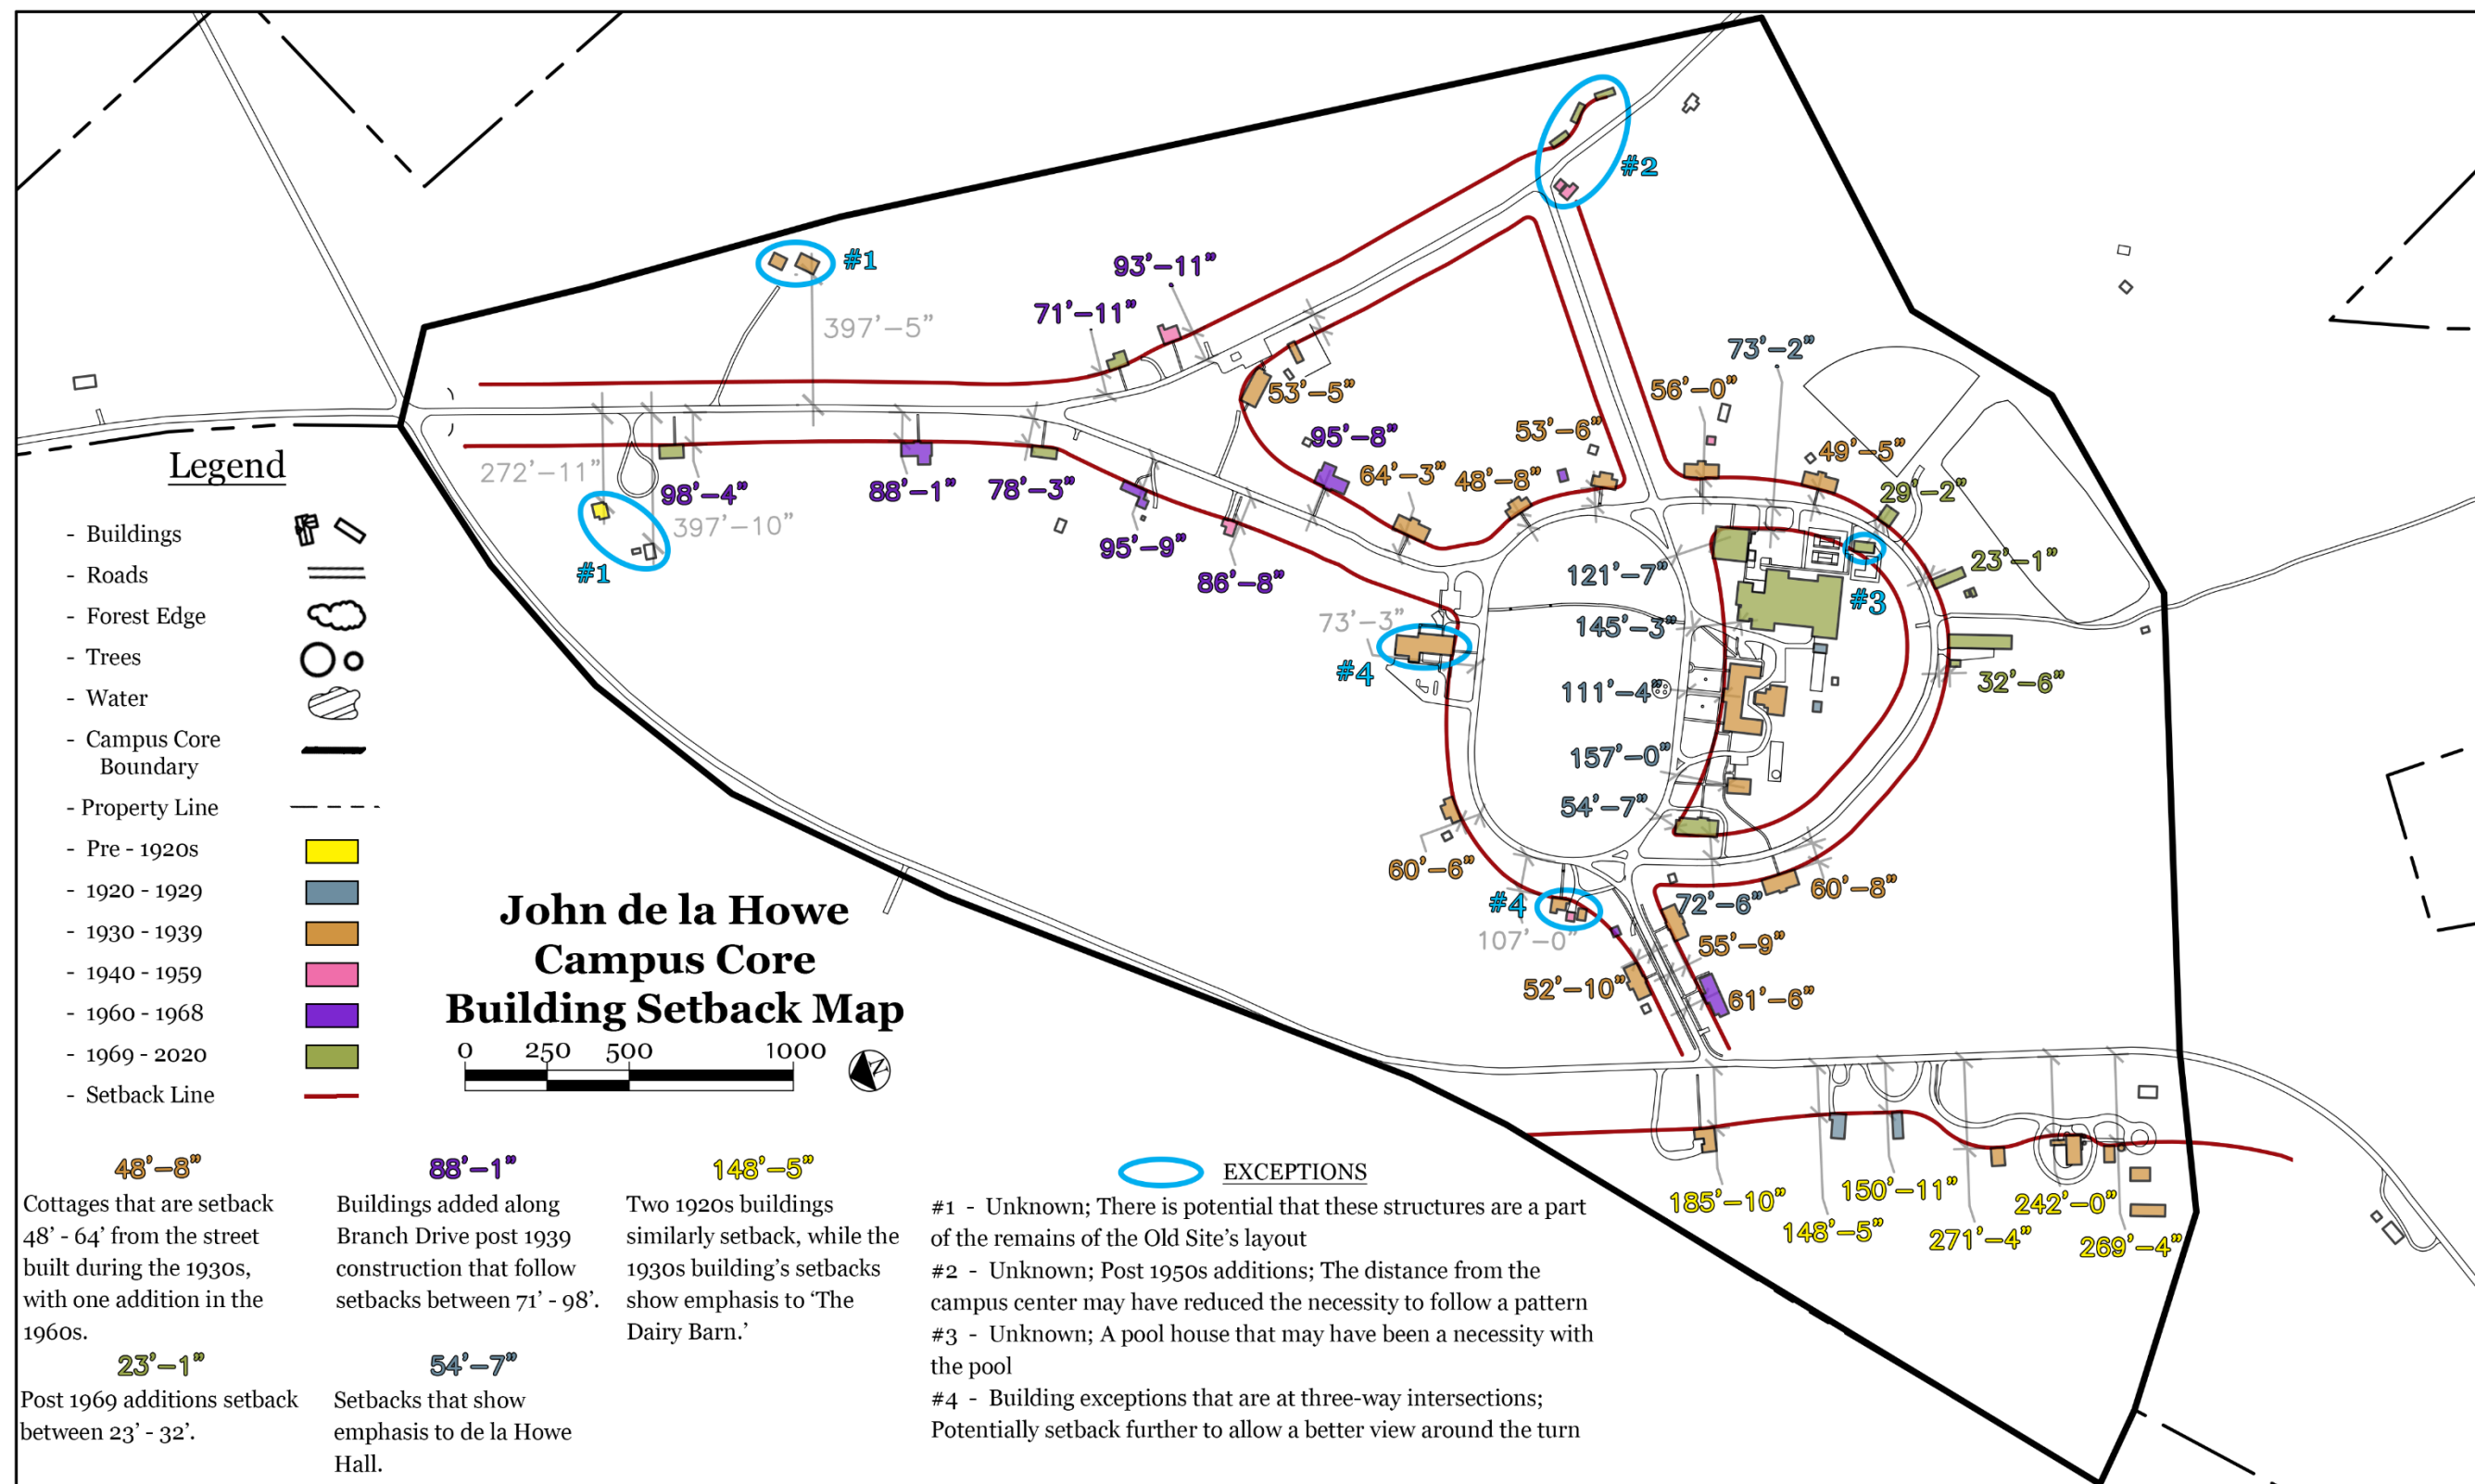 #2
#1
93’–11”
397’–5”
71’–11”
73’–2”
56’–0”
53’–5”
53’–6”
95’–8”
49’–5”
64’–3”
48’–8”
29’–2”
Legend
272’–11”
98’–4”
88’–1”
78’–3”
397’–10”
95’–9”
#1
86’–8”
121’–7”
23’–1”
#3
73’–3”
145’–3”
#4
111’–4”
32’–6”
157’–0”
54’–7”
60’–6”
60’–8”
#4
72’–6”
107’–0”
55’–9”
52’–10”
61’–6”
- Buildings
- Roads
- Forest Edge
- Trees
- Water
- Campus Core
Boundary
- Property Line
- Pre - 1920s
- 1920 - 1929
- 1930 - 1939
- 1940 - 1959
- 1960 - 1968
- 1969 - 2020
- Setback Line
John de la Howe
Campus Core
Building Setback Map
0 250 500 1000
N
185’–10”
148’–5”
150’–11”
271’–4”
242’–0”
269’–4”
48’–8”
Cottages that are setback
48’ - 64’ from the street
built during the 1930s,
with one addition in the
1960s.
23’–1”
Post 1969 additions setback
between 23’ - 32’.
88’–1”
Buildings added along
Branch Drive post 1939
construction that follow
setbacks between 71’ - 98’.
54’–7”
Setbacks that show
emphasis to de la Howe
Hall.
148’–5”
Two 1920s buildings
similarly setback, while the
1930s building’s setbacks
show emphasis to ‘The
Dairy Barn.’
EXCEPTIONS
#1 - Unknown; There is potential that these structures are a part
of the remains of the Old Site’s layout
#2 - Unknown; Post 1950s additions; The distance from the
campus center may have reduced the necessity to follow a pattern
#3 - Unknown; A pool house that may have been a necessity with
the pool
#4 - Building exceptions that are at three-way intersections;
Potentially setback further to allow a better view around the turn